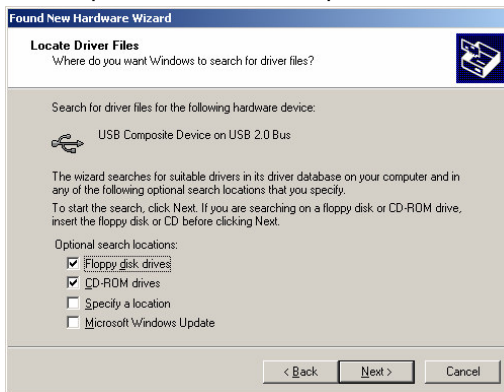 Found New Hardware Wizard
Locate Driver Files
Where do you want Windows to search for driver files?
Search for driver files for the following hardware device:
USB Composite Device on USB 2.0 Bus
The wizard searches for suitable drivers in its driver database on your computer and in
any of the following optional search locations that you specify.
To start the search, click Next. If you are searching on a floppy disk or CD-ROM drive,
insert the floppy disk or CD before clicking Next.
Optional search locations:
Floppy disk drives
CD-ROM drives
Specify a location
Microsoft Windows Update
< Back Next > Cancel